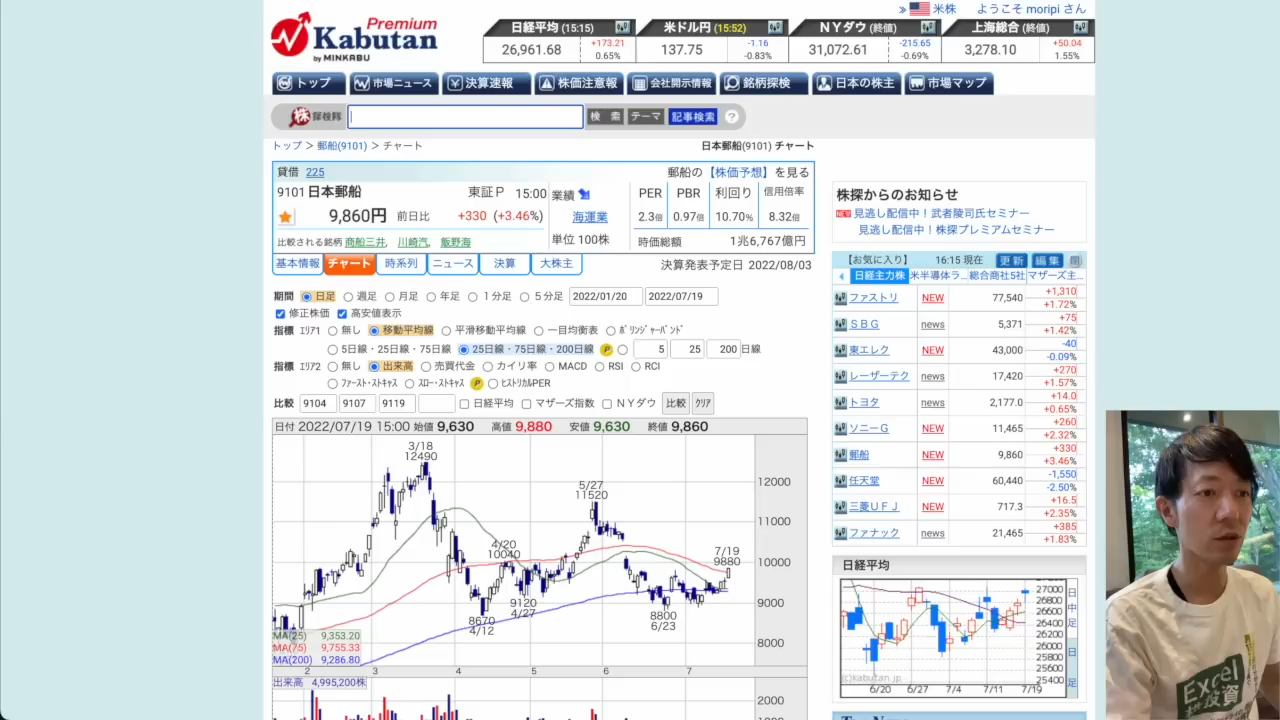 » 米株 ようこそ moripi さん
Premium
Kabutan
by MINKABU
日経平均 (15:15)
26,961.68
+173.21
0.65%
米ドル円 (15:52)
137.75
-1.16
-0.83%
ＮＹダウ (終値)
31,072.61
-215.65
-0.69%
上海総合 (終値)
3,278.10
+50.04
1.55%
トップ 市場ニュース 決算速報 株価注意報 会社開示情報 銘柄探検 日本の株主 市場マップ
株探検隊 検 索 テーマ 記事検索 ?
トップ > 郵船(9101) > チャート 日本郵船(9101) チャート
貸借 225 郵船の【株価予想】を見る
9101 日本郵船 東証Ｐ 15:00
9,860円 前日比 +330 (+3.46%)
比較される銘柄 商船三井, 川崎汽, 飯野海
業績
海運業
単位 100株
PER PBR 利回り 信用倍率
2.3倍 0.97倍 10.70% 8.32倍
時価総額 1兆6,767億円
基本情報 チャート 時系列 ニュース 決算 大株主 決算発表予定日 2022/08/03
期間 日足 週足 月足 年足 １分足 ５分足 2022/01/20 2022/07/19
修正株価 高安値表示
指標 エリア1 無し 移動平均線 平滑移動平均線 一目均衡表 ボリンジャーバンド
5日線・25日線・75日線 25日線・75日線・200日線 P 5 25 200 日線
指標 エリア2 無し 出来高 売買代金 カイリ率 MACD RSI RCI
ファースト・ストキャス スロー・ストキャス P ヒストリカルPER
比較 9104 9107 9119 日経平均 マザーズ指数 ＮＹダウ 比較 クリア
日付 2022/07/19 15:00 始値 9,630 高値 9,880 安値 9,630 終値 9,860
3/18
12490
5/27
11520
4/20
10040
7/19
9880
9120
4/27
8670
4/12
8800
6/23
12000
11000
10000
9000
8000
MA(25) 9,353.20
MA(75) 9,755.33
MA(200) 9,286.80
2 3 4 5 6 7 3
出来高 4,995,200株
2000
株探からのお知らせ
NEW 見逃し配信中！武者陵司氏セミナー
見逃し配信中！株探プレミアムセミナー
【お気に入り】 16:15 現在 更新 編集
日経主力株 米半導体ラ... 総合商社5社 マザーズ主...
ファストリ NEW 77,540 +1,310 +1.72%
ＳＢＧ news 5,371 +75 +1.42%
東エレク NEW 43,000 -40 -0.09%
レーザーテク news 17,420 +270 +1.57%
トヨタ news 2,177.0 +14.0 +0.65%
ソニーＧ NEW 11,465 +260 +2.32%
郵船 NEW 9,860 +330 +3.46%
任天堂 NEW 60,440 -1,550 -2.50%
三菱ＵＦＪ NEW 717.3 +16.5 +2.35%
ファナック news 21,465 +385 +1.83%
日経平均
27000
26800
26600
26400
26200
26000
25800
25600
25400
日
中
足
日
足
(c)kabutan.jp
6/20 6/27 7/4 7/11 7/19
Excel
投資